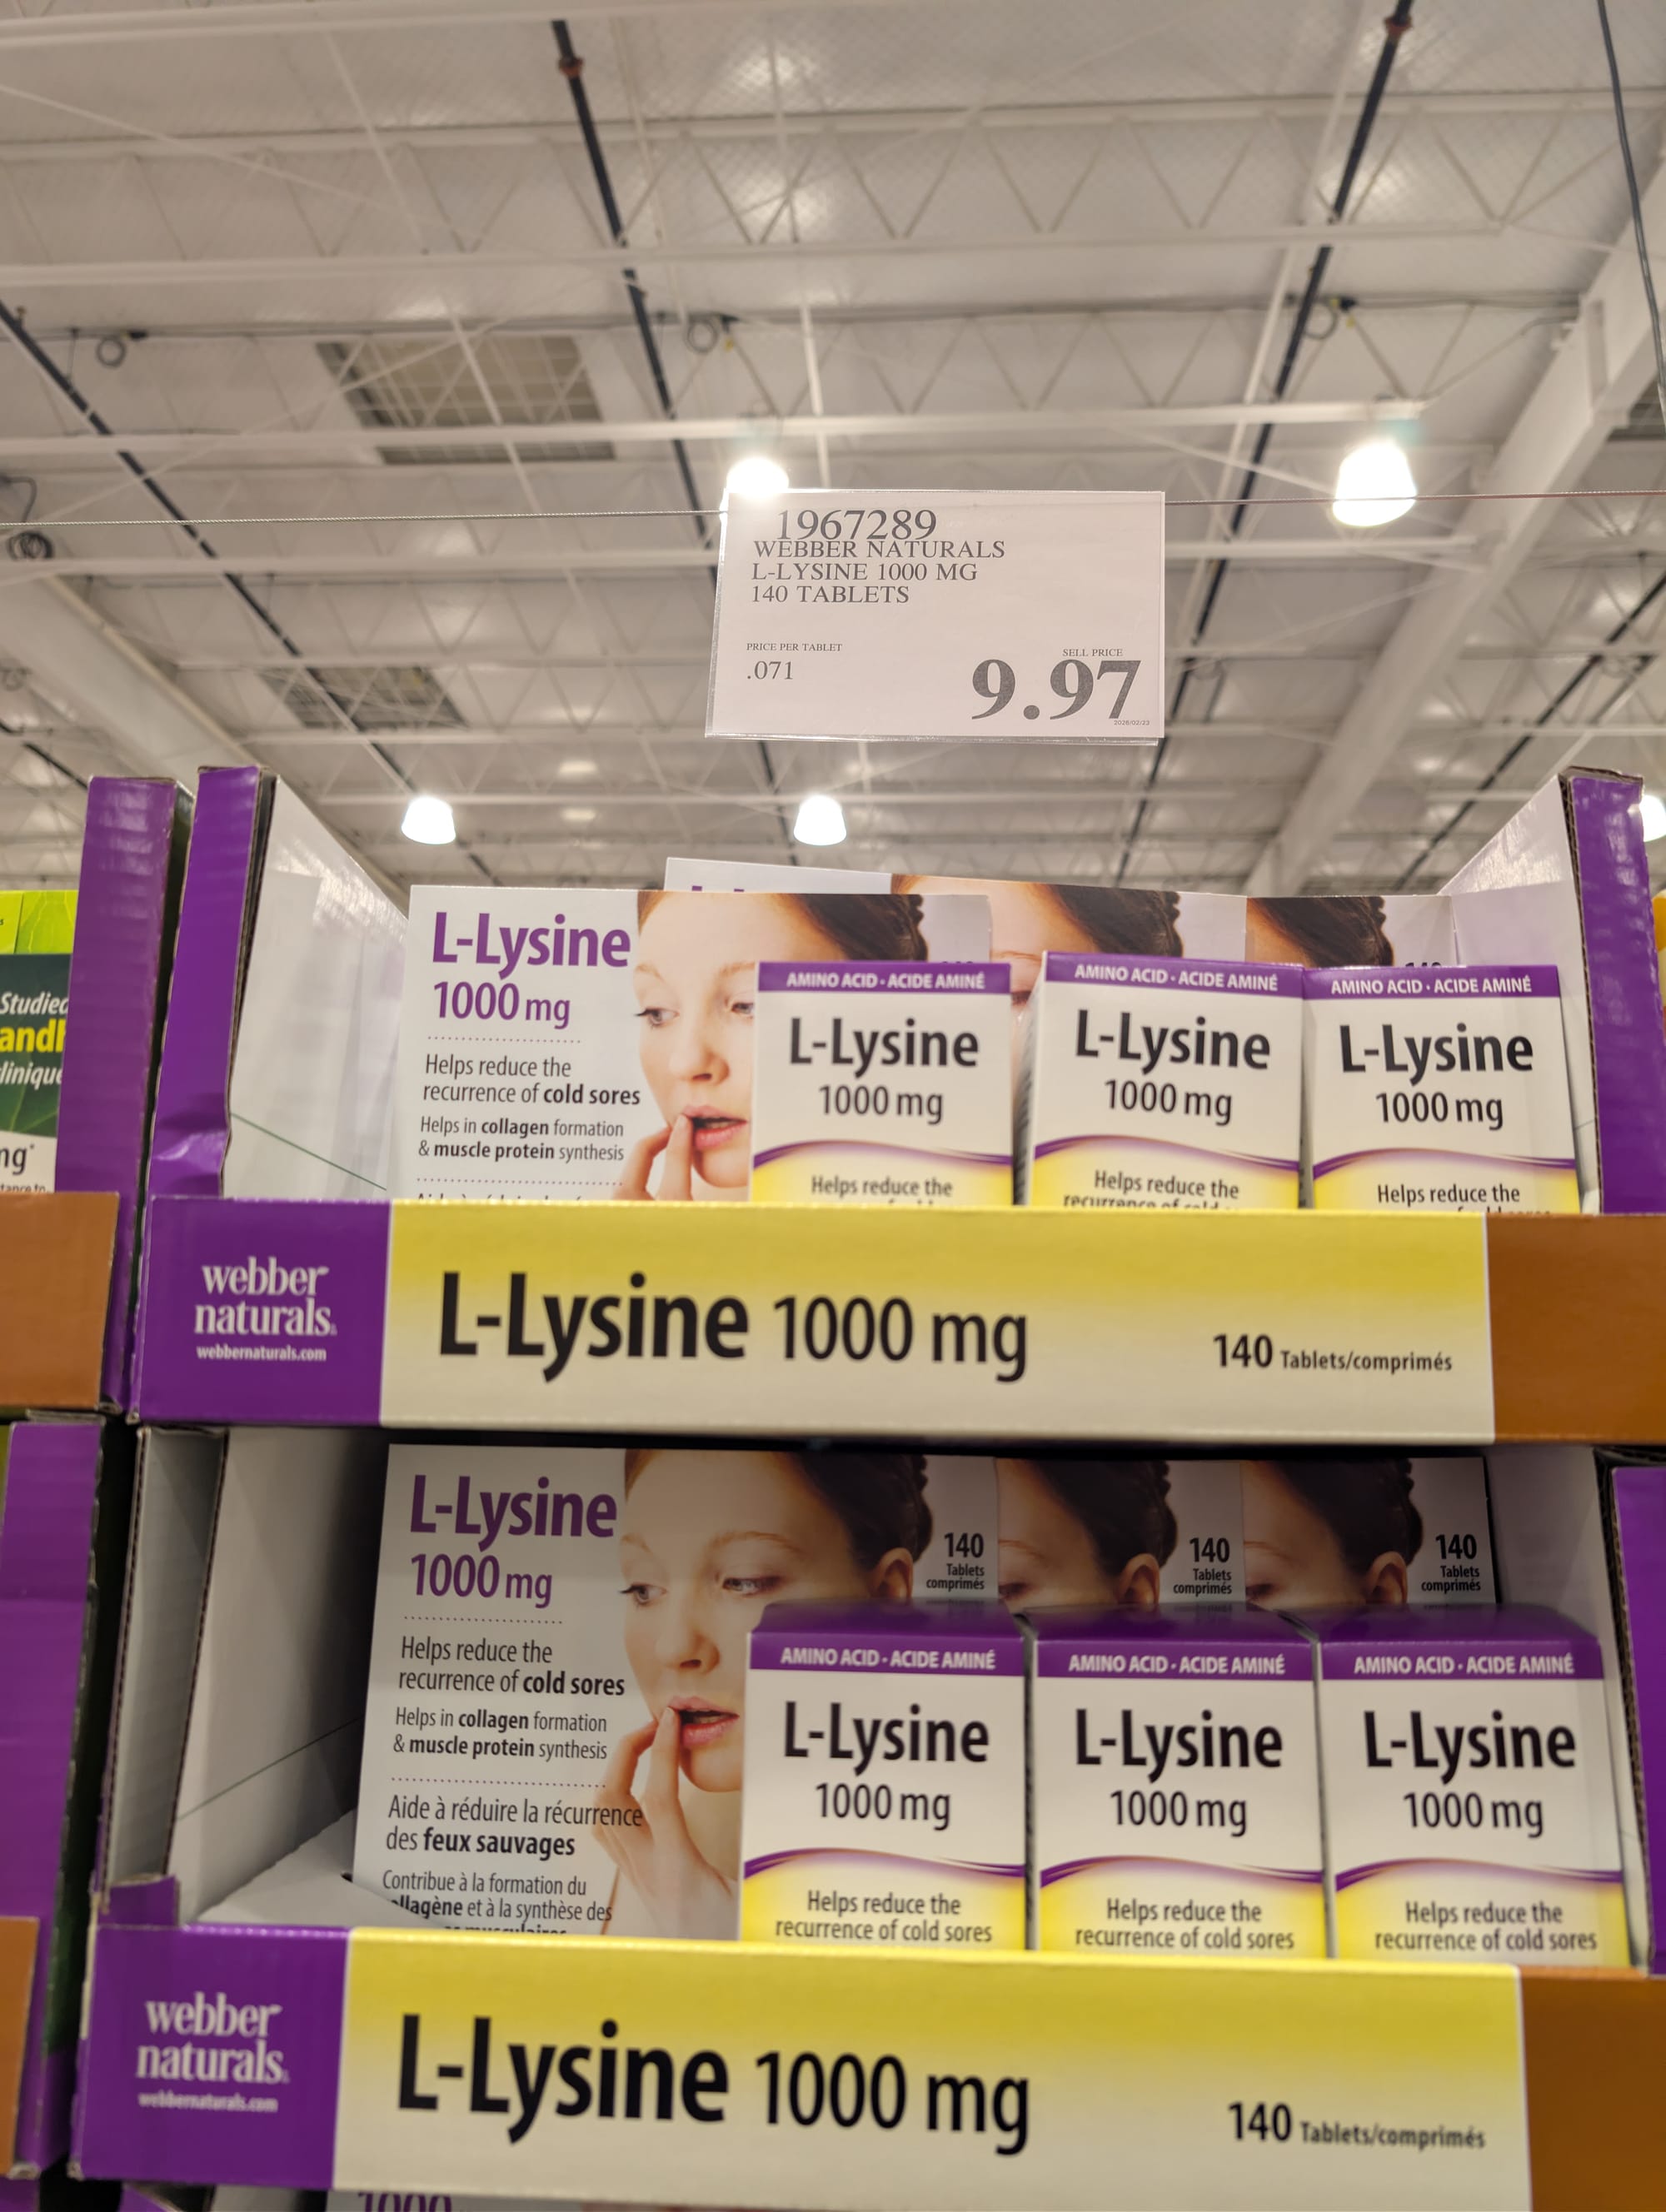 1967289
WEBBER NATURALS
L-LYSINE 1000 MG
140 TABLETS
PRICE PER TABLET
.071
SELL PRICE
9.97
2026/02/23
L-Lysine
1000 mg
Helps reduce the
recurrence of cold sores
Helps in collagen formation
& muscle protein synthesis
AMINO ACID • ACIDE AMINÉ
L-Lysine
1000 mg
Helps reduce the
AMINO ACID • ACIDE AMINÉ
L-Lysine
1000 mg
Helps reduce the
AMINO ACID • ACIDE AMINÉ
L-Lysine
1000 mg
Helps reduce the
Studied
webber
naturals
webbernaturals.com
L-Lysine 1000 mg
140 Tablets/comprimés
L-Lysine
1000 mg
Helps reduce the
recurrence of cold sores
Helps in collagen formation
& muscle protein synthesis
Aide à réduire la récurrence
des feux sauvages
Contribue à la formation du
et à la synthèse des
140
Tablets
comprimés
140
Tablets
comprimés
140
Tablets
comprimés
AMINO ACID • ACIDE AMINÉ
L-Lysine
1000 mg
Helps reduce the
recurrence of cold sores
AMINO ACID • ACIDE AMINÉ
L-Lysine
1000 mg
Helps reduce the
recurrence of cold sores
AMINO ACID • ACIDE AMINÉ
L-Lysine
1000 mg
Helps reduce the
recurrence of cold sores
webber
naturals
webbernaturals.com
L-Lysine 1000 mg
140 Tablets/comprimés